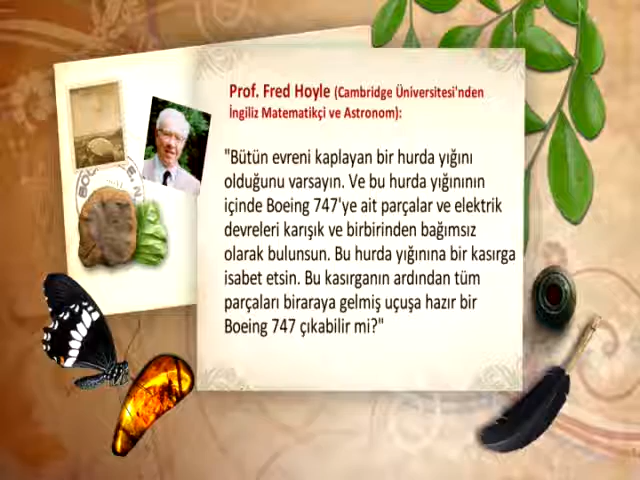 Prof. Fred Hoyle (Cambridge Üniversitesi'nden
İngiliz Matematikçi ve Astronom):
"Bütün evreni kaplayan bir hurda yığını
olduğunu varsayın. Ve bu hurda yığınının
içinde Boeing 747'ye ait parçalar ve elektrik
devreleri karışık ve birbirinden bağımsız
olarak bulunsun. Bu hurda yığınına bir kasırga
isabet etsin. Bu kasırganın ardından tüm
parçaları biraraya gelmiş uçuşa hazır bir
Boeing 747 çıkabilir mi?"